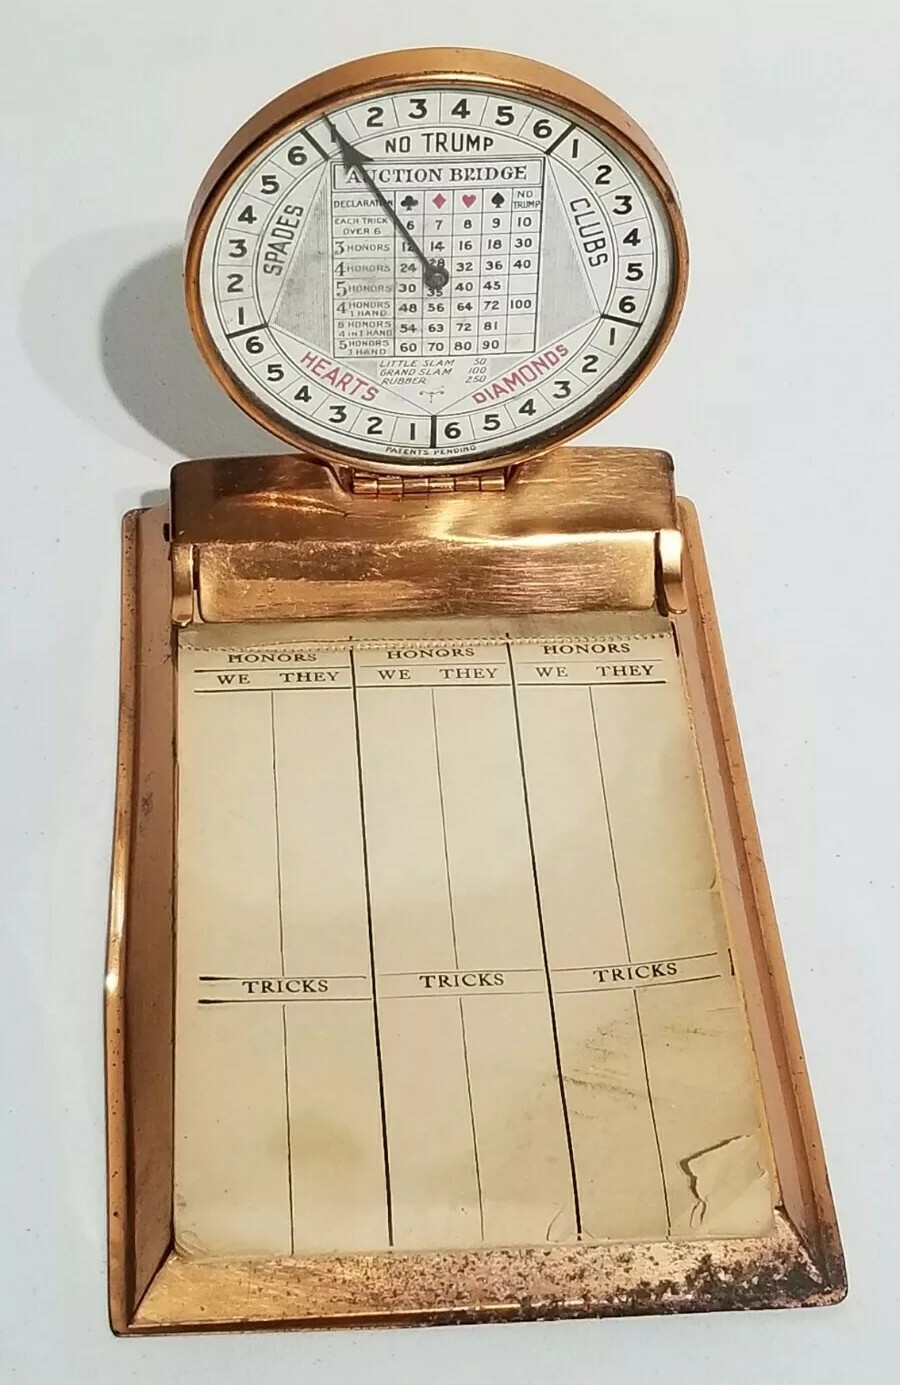 1 2 3 4 5 6
NO TRUMP
1 2 3 4 5 6
CLUBS
1 2 3 4 5 6
DIAMONDS
1 2 3 4 5 6
HEARTS
1 2 3 4 5 6
SPADES
AUCTION BRIDGE
DECLARATION ♣ ♦ ♥ ♠ NO TRUMP
EACH TRICK OVER 6 6 7 8 9 10
3 HONORS 12 14 16 18 30
4 HONORS 24 28 32 36 40
5 HONORS 30 35 40 45
4 HONORS 1 HAND 48 56 64 72 100
5 HONORS 4 IN 1 HAND 54 63 72 81
5 HONORS 1 HAND 60 70 80 90
LITTLE SLAM 50
GRAND SLAM 100
RUBBER 250
PATENTS PENDING
HONORS HONORS HONORS
WE THEY WE THEY WE THEY
TRICKS TRICKS TRICKS